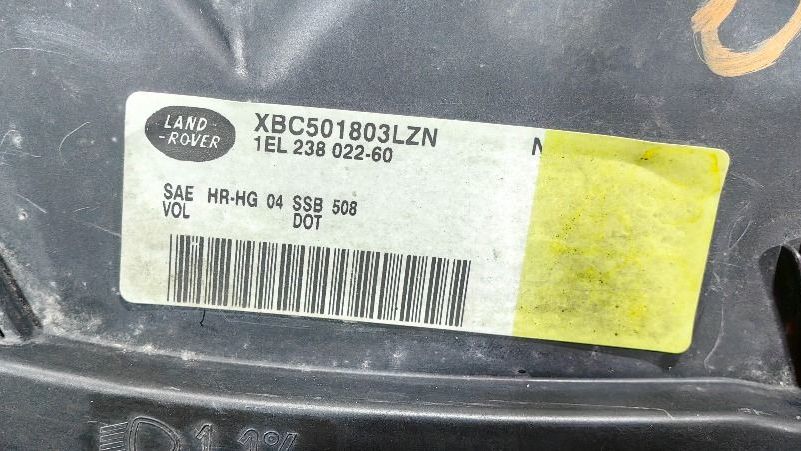 LAND-
-ROVER
XBC501803LZN
1EL 238 022-60
N
SAE HR-HG 04 SSB 508
VOL DOT